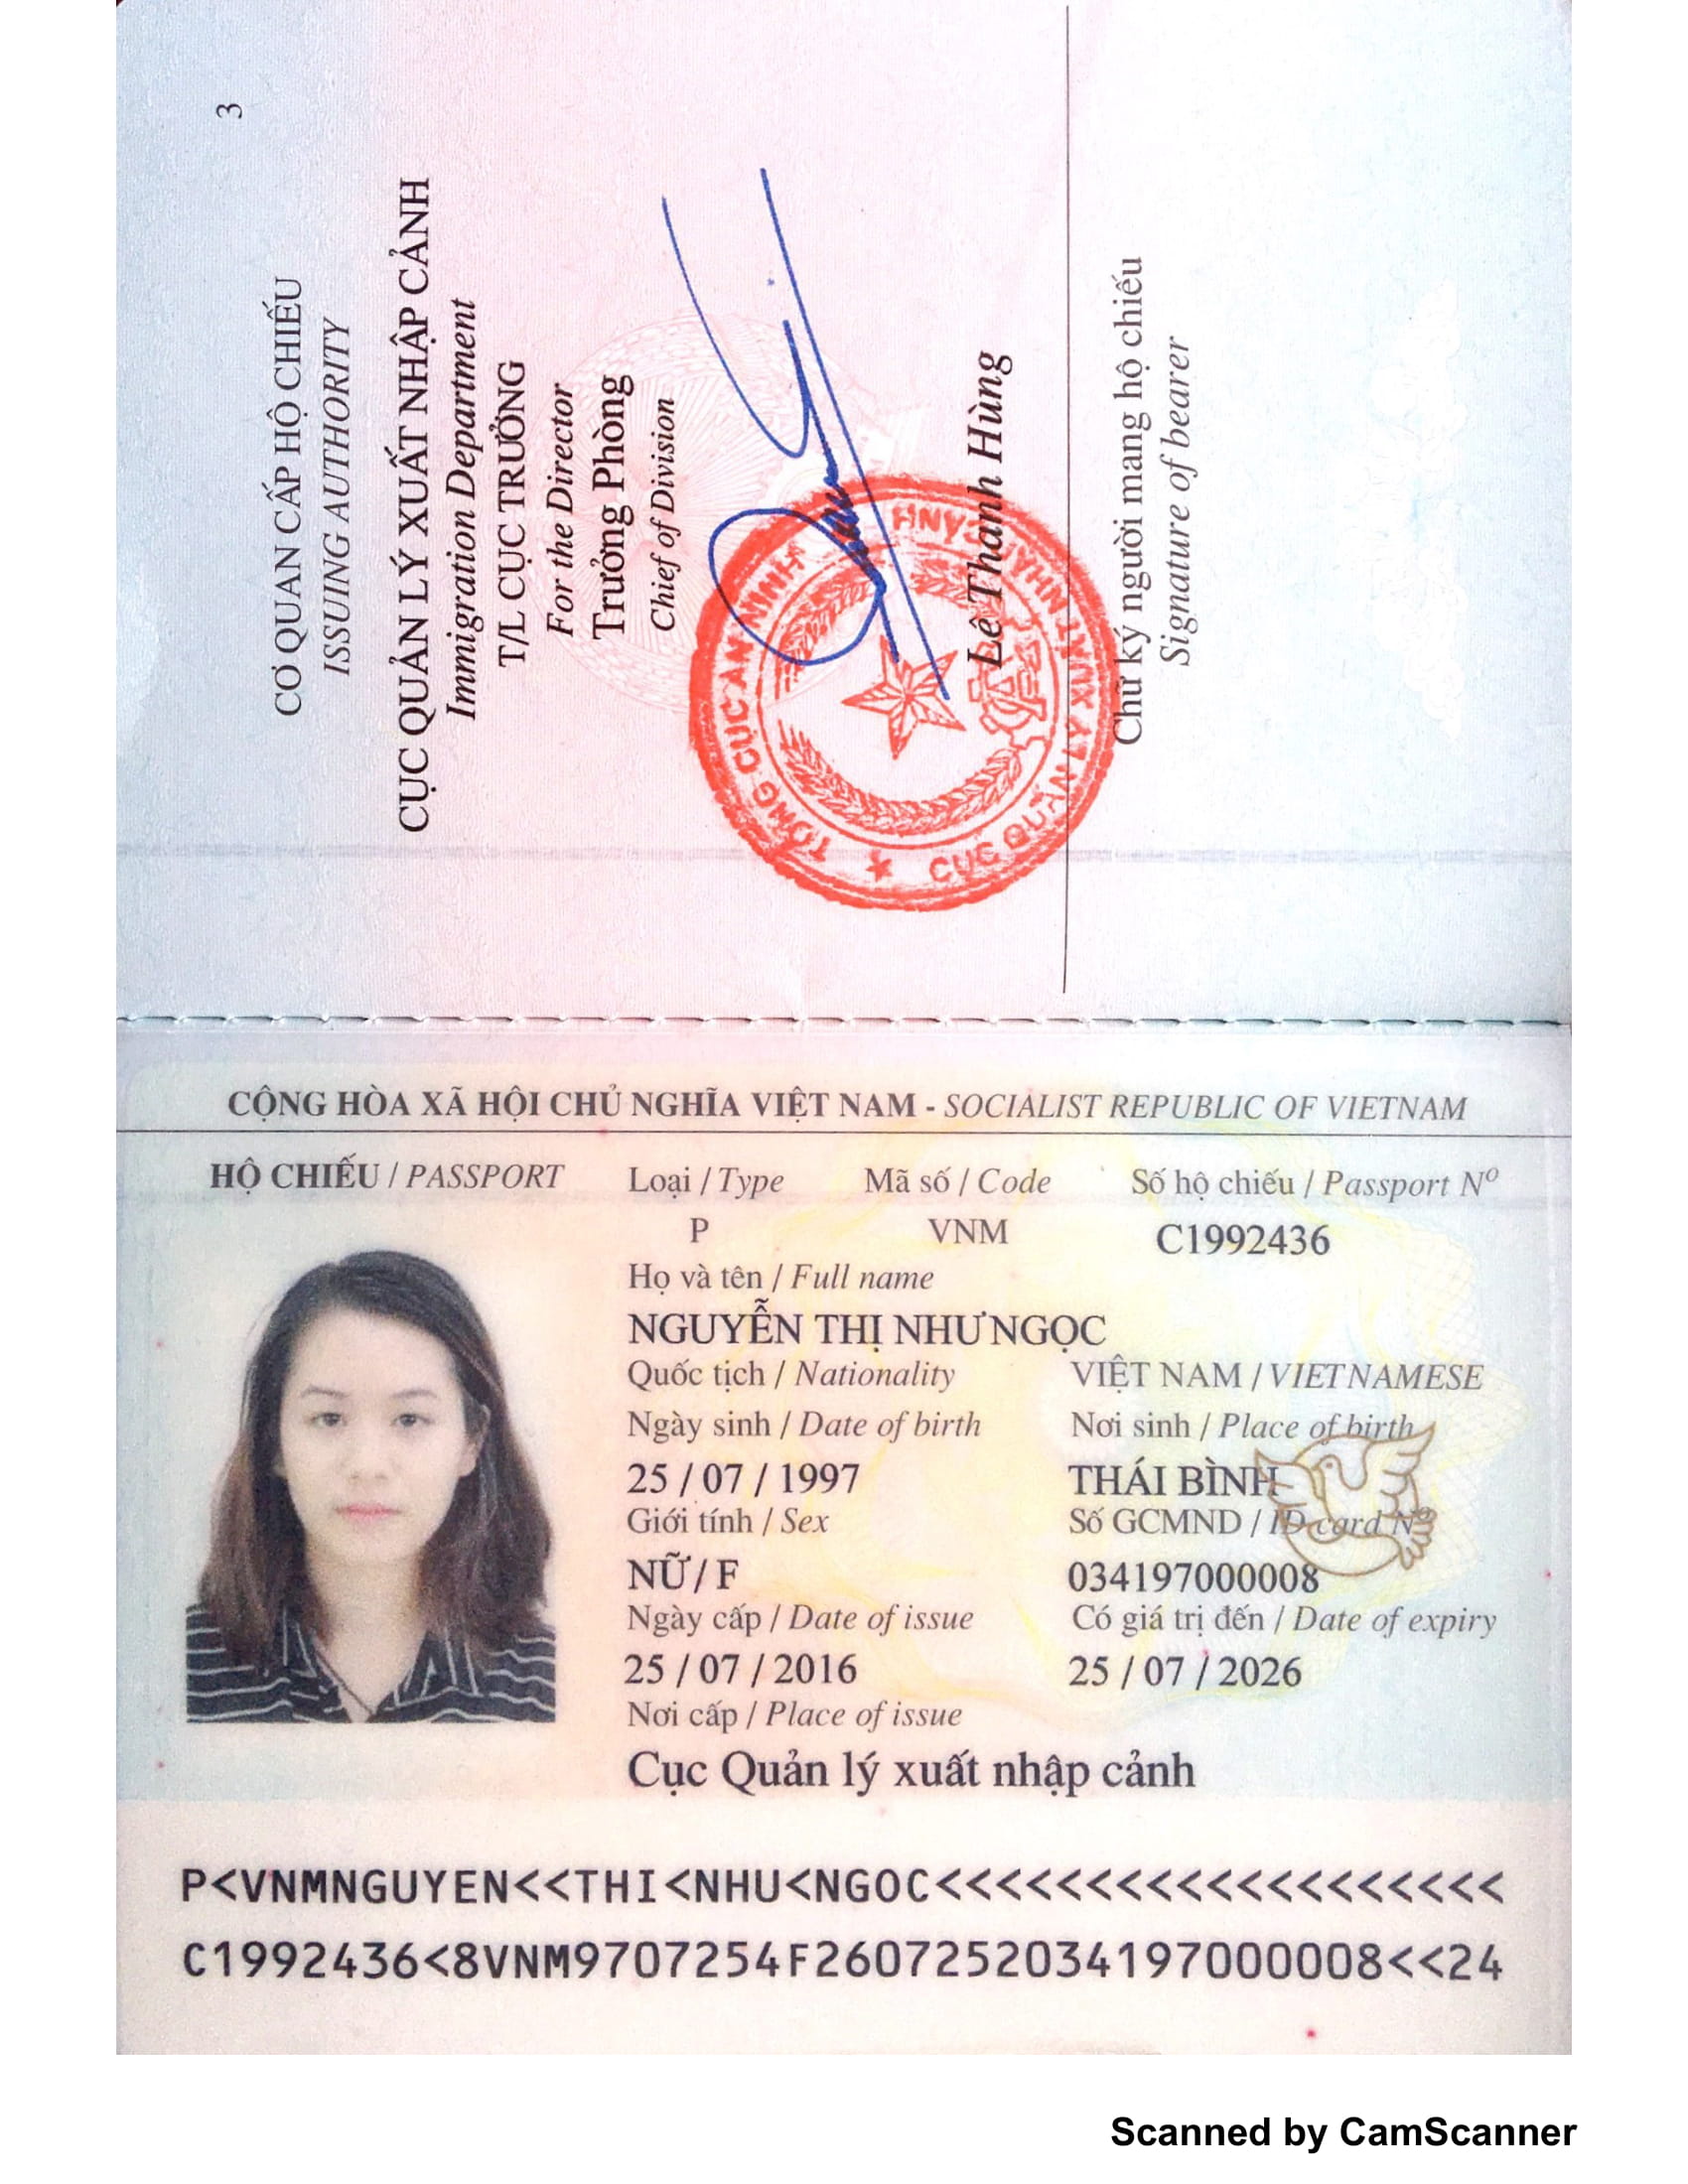 3
CƠ QUAN CẤP HỘ CHIẾU
ISSUING AUTHORITY
CỤC QUẢN LÝ XUẤT NHẬP CẢNH
Immigration Department
T/L CỤC TRƯỞNG
For the Director
Trưởng Phòng
Chief of Division
TỔNG CỤC AN NINH
CỤC QUẢN LÝ XUẤT NHẬP CẢNH
Lê Thanh Hùng
Chữ ký người mang hộ chiếu
Signature of bearer
CỘNG HÒA XÃ HỘI CHỦ NGHĨA VIỆT NAM - SOCIALIST REPUBLIC OF VIETNAM
HỘ CHIẾU / PASSPORT Loại / Type Mã số / Code Số hộ chiếu / Passport Nº
P VNM C1992436
Họ và tên / Full name
NGUYỄN THỊ NHƯ NGỌC
Quốc tịch / Nationality VIỆT NAM / VIETNAMESE
Ngày sinh / Date of birth Nơi sinh / Place of birth
25 / 07 / 1997 THÁI BÌNH
Giới tính / Sex Số GCMND / ID card Nº
NỮ / F 034197000008
Ngày cấp / Date of issue Có giá trị đến / Date of expiry
25 / 07 / 2016 25 / 07 / 2026
Nơi cấp / Place of issue
Cục Quản lý xuất nhập cảnh
P<VNMNGUYEN<<THI<NHU<NGOC<<<<<<<<<<<<<<<<<<<
C1992436<8VNM9707254F2607252034197000008<<24
Scanned by CamScanner